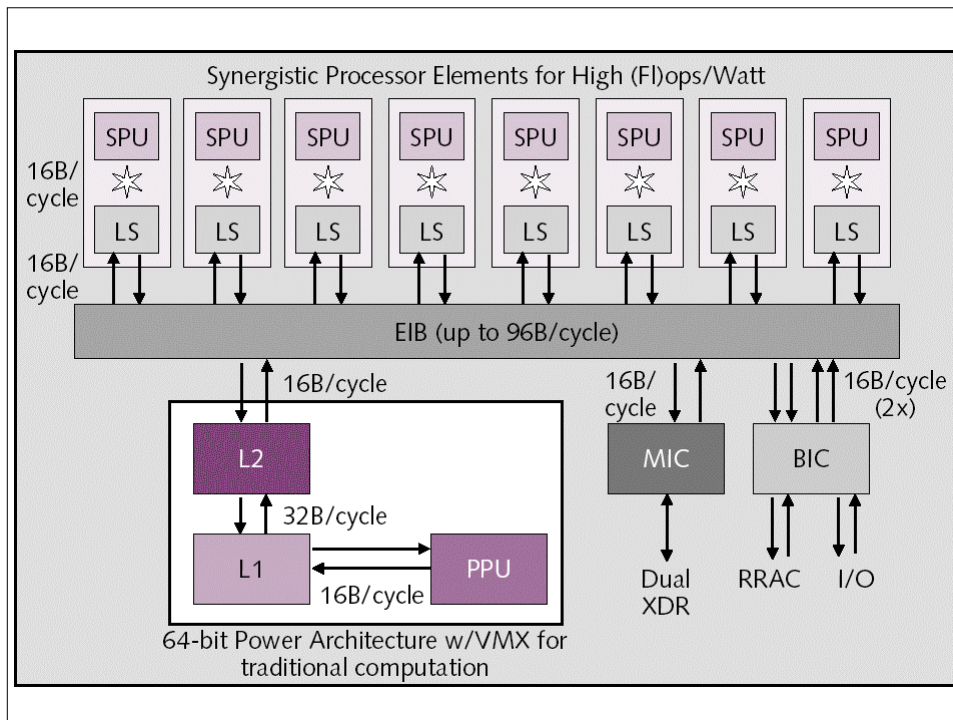 Synergistic Processor Elements for High (Fl)ops/Watt
SPU SPU SPU SPU SPU SPU SPU SPU
16B/
cycle
LS LS LS LS LS LS LS LS
16B/
cycle
EIB (up to 96B/cycle)
16B/cycle
16B/
cycle
16B/cycle
(2x)
L2
MIC
BIC
32B/cycle
L1
PPU
16B/cycle
Dual
XDR
RRAC
I/O
64-bit Power Architecture w/VMX for
traditional computation